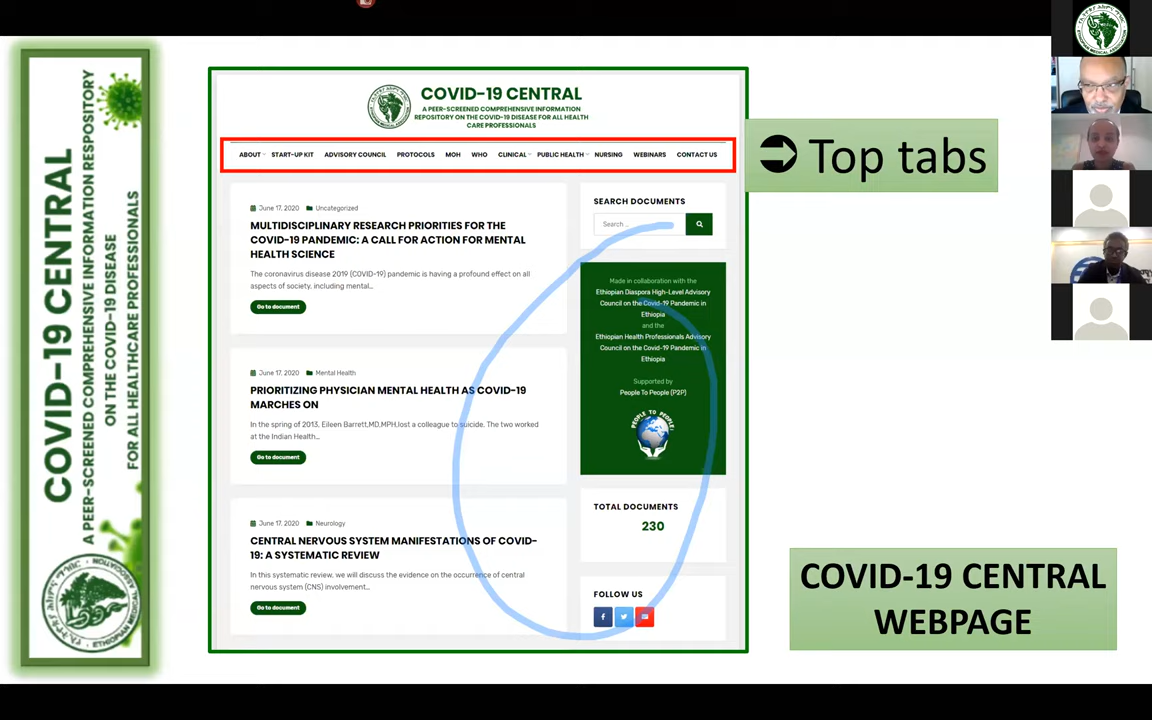 COVID-19 CENTRAL
A PEER-SCREENED COMPREHENSIVE INFORMATION REPOSITORY
ON THE COVID-19 DISEASE
FOR ALL HEALTHCARE PROFESSIONALS
COVID-19 CENTRAL
A PEER-SCREENED COMPREHENSIVE INFORMATION
REPOSITORY ON THE COVID-19 DISEASE FOR ALL HEALTH
CARE PROFESSIONALS
ABOUT START-UP KIT ADVISORY COUNCIL PROTOCOLS MOH WHO CLINICAL PUBLIC HEALTH NURSING WEBINARS CONTACT US
Top tabs
June 17, 2020 Uncategorized
MULTIDISCIPLINARY RESEARCH PRIORITIES FOR THE
COVID-19 PANDEMIC: A CALL FOR ACTION FOR MENTAL
HEALTH SCIENCE
The coronavirus disease 2019 (COVID-19) pandemic is having a profound effect on all
aspects of society, including mental...
Go to document
June 17, 2020 Mental Health
PRIORITIZING PHYSICIAN MENTAL HEALTH AS COVID-19
MARCHES ON
In the spring of 2013, Eileen Barrett,MD,MPH,lost a colleague to suicide. The two worked
at the Indian Health...
Go to document
June 17, 2020 Neurology
CENTRAL NERVOUS SYSTEM MANIFESTATIONS OF COVID-
19: A SYSTEMATIC REVIEW
In this systematic review, we will discuss the evidence on the occurrence of central
nervous system (CNS) involvement...
Go to document
SEARCH DOCUMENTS
Search ...
Made in collaboration with the
Ethiopian Diaspora High-Level Advisory
Council on the Covid-19 Pandemic in
Ethiopia
and the
Ethiopian Health Professionals Advisory
Council on the Covid-19 Pandemic in
Ethiopia
Supported by
People To People (P2P)
PEOPLE TO PEOPLE
TOTAL DOCUMENTS
230
FOLLOW US
COVID-19 CENTRAL
WEBPAGE
ETHIOPIAN MEDICAL ASSOCIATION